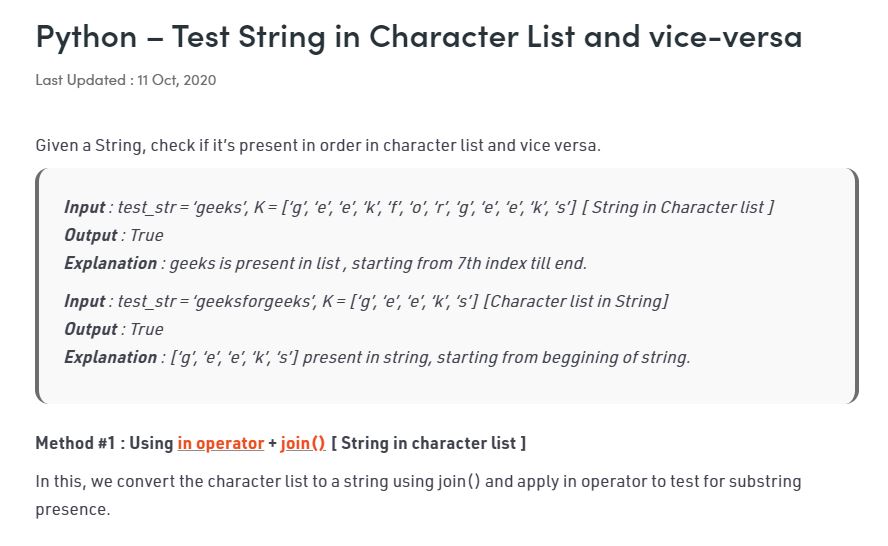 Python – Test String in Character List and vice-versa
Last Updated : 11 Oct, 2020
Given a String, check if it’s present in order in character list and vice versa.
Input : test_str = ‘geeks’, K = [‘g’, ‘e’, ‘e’, ‘k’, ‘f’, ‘o’, ‘r’, ‘g’, ‘e’, ‘e’, ‘k’, ‘s’] [ String in Character list ]
Output : True
Explanation : geeks is present in list , starting from 7th index till end.
Input : test_str = ‘geeksforgeeks’, K = [‘g’, ‘e’, ‘e’, ‘k’, ‘s’] [Character list in String]
Output : True
Explanation : [‘g’, ‘e’, ‘e’, ‘k’, ‘s’] present in string, starting from beggining of string.
Method #1 : Using in operator + join() [ String in character list ]
In this, we convert the character list to a string using join() and apply in operator to test for substring
presence.